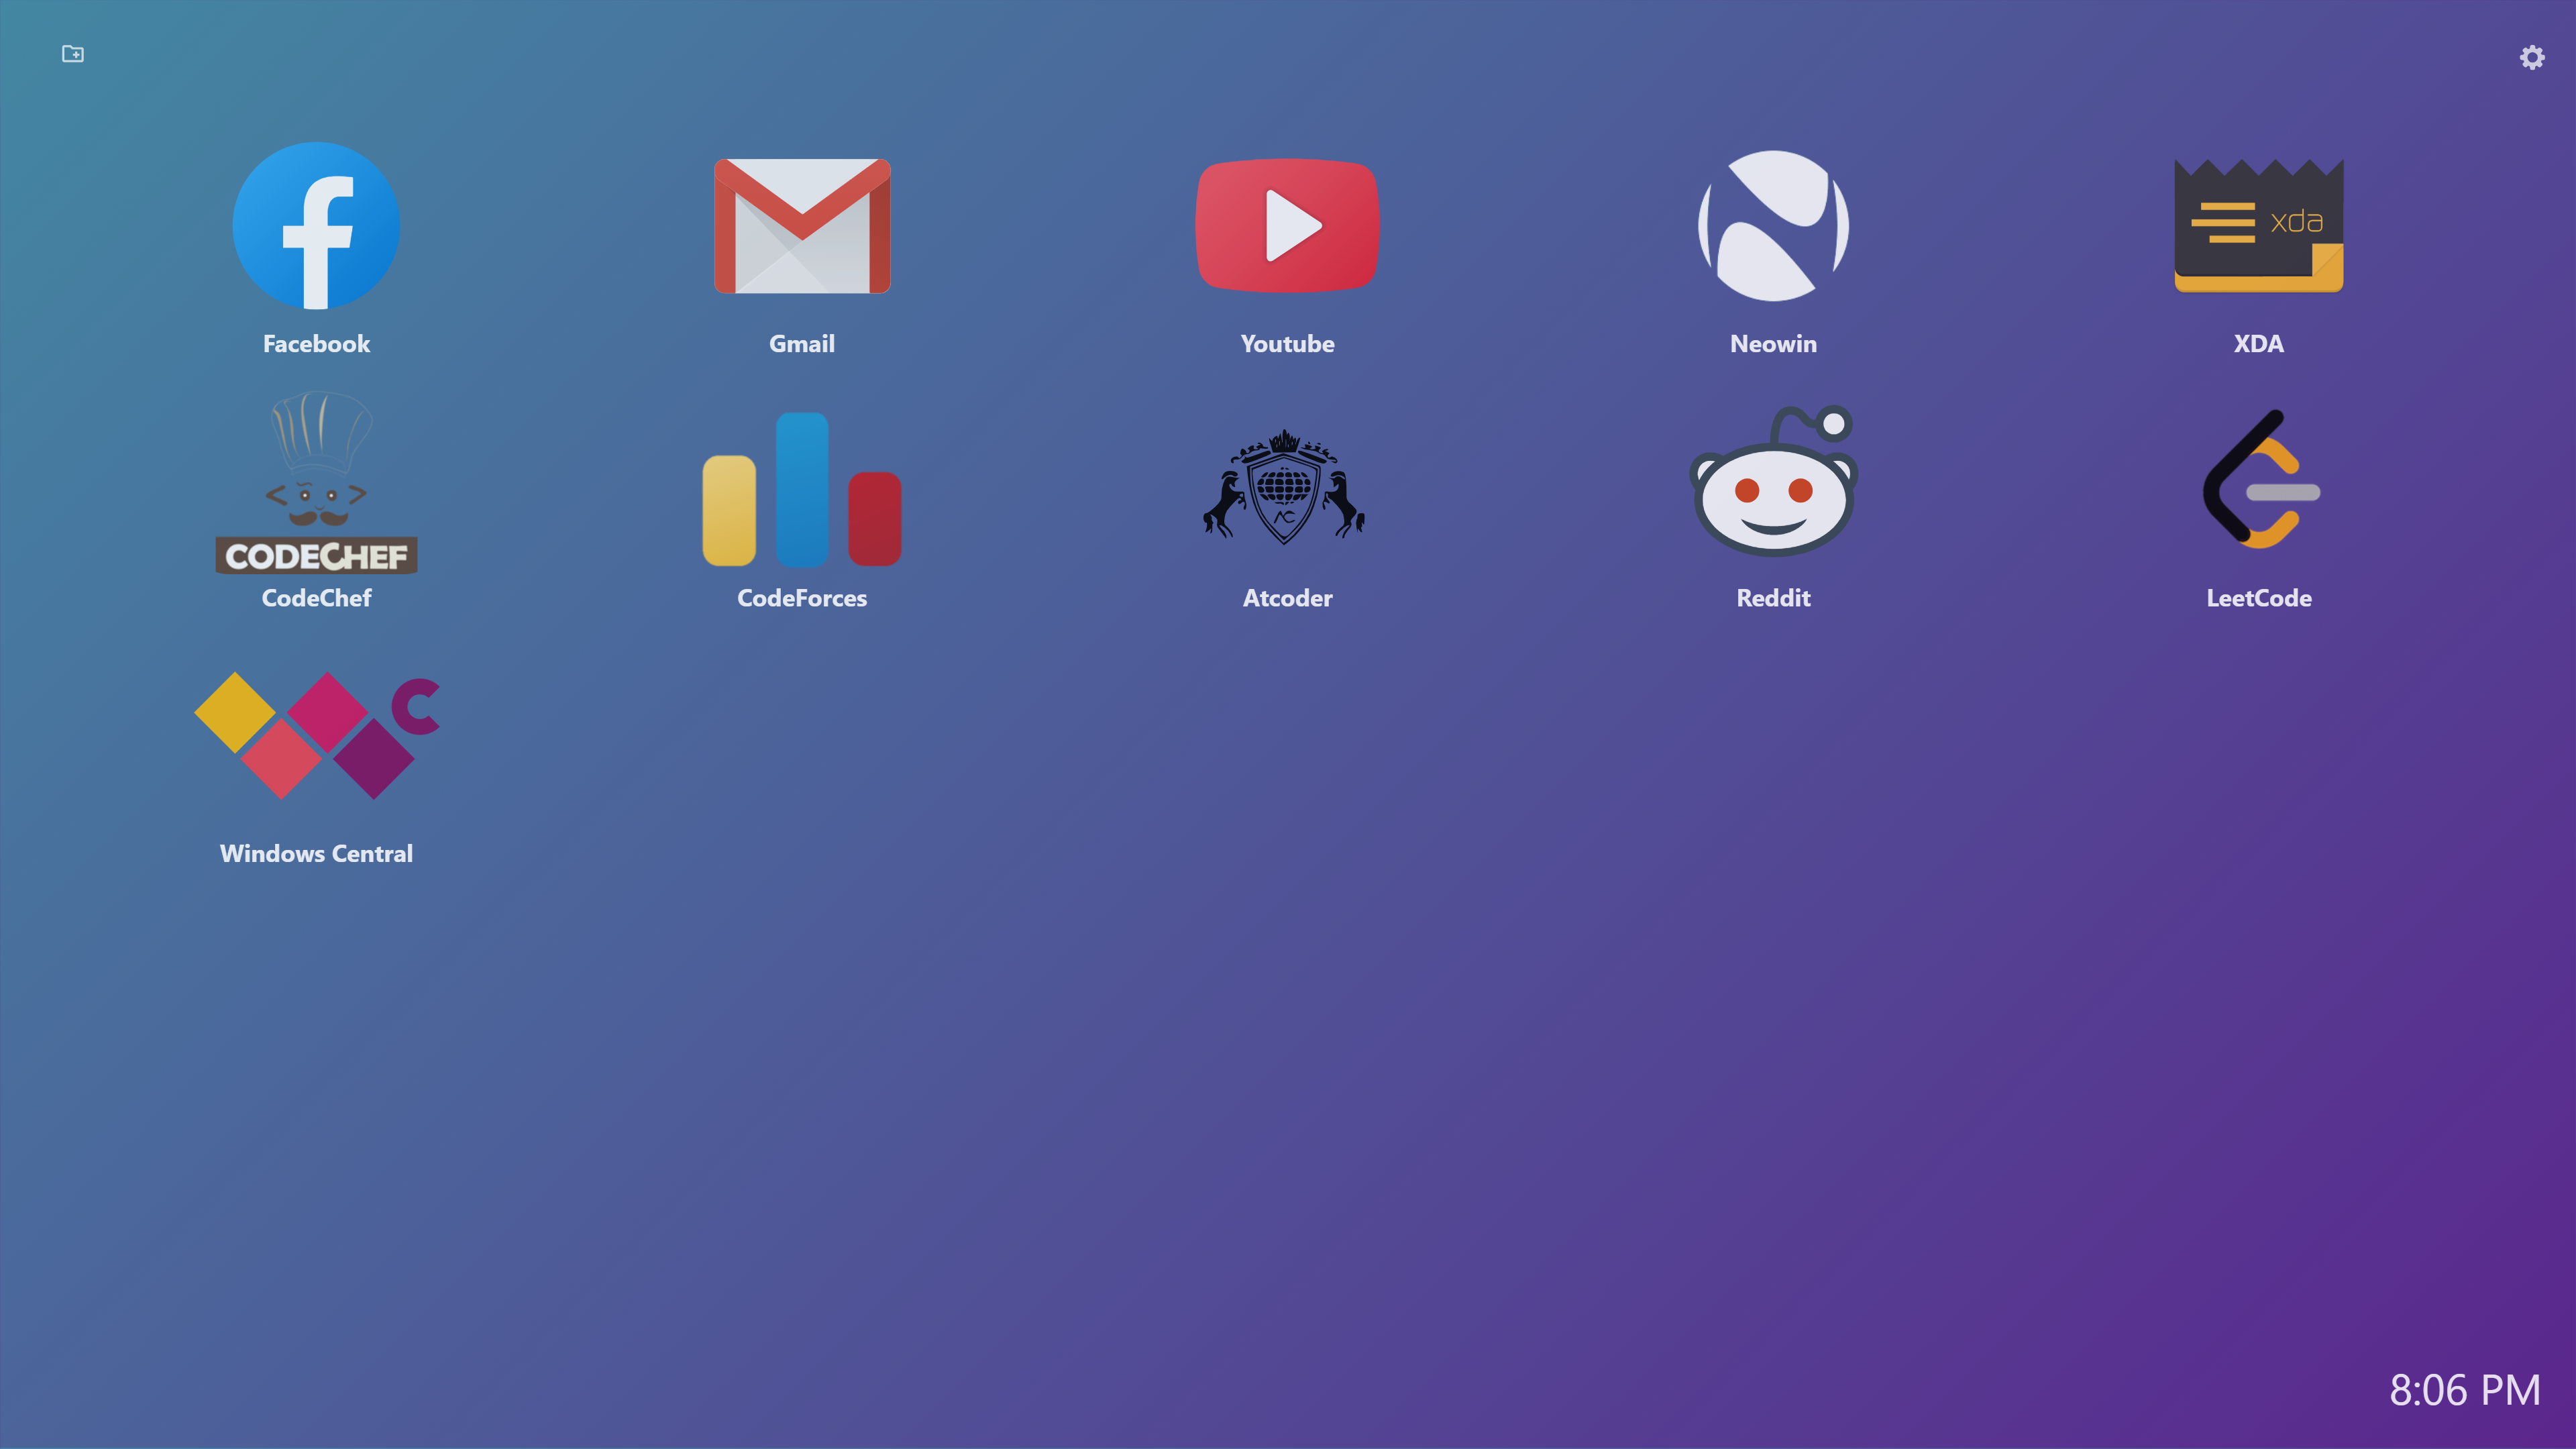 Facebook
Gmail
Youtube
Neowin
xda
XDA
CODECHEF
CodeChef
CodeForces
AC
Atcoder
Reddit
LeetCode
C
Windows Central
8:06 PM